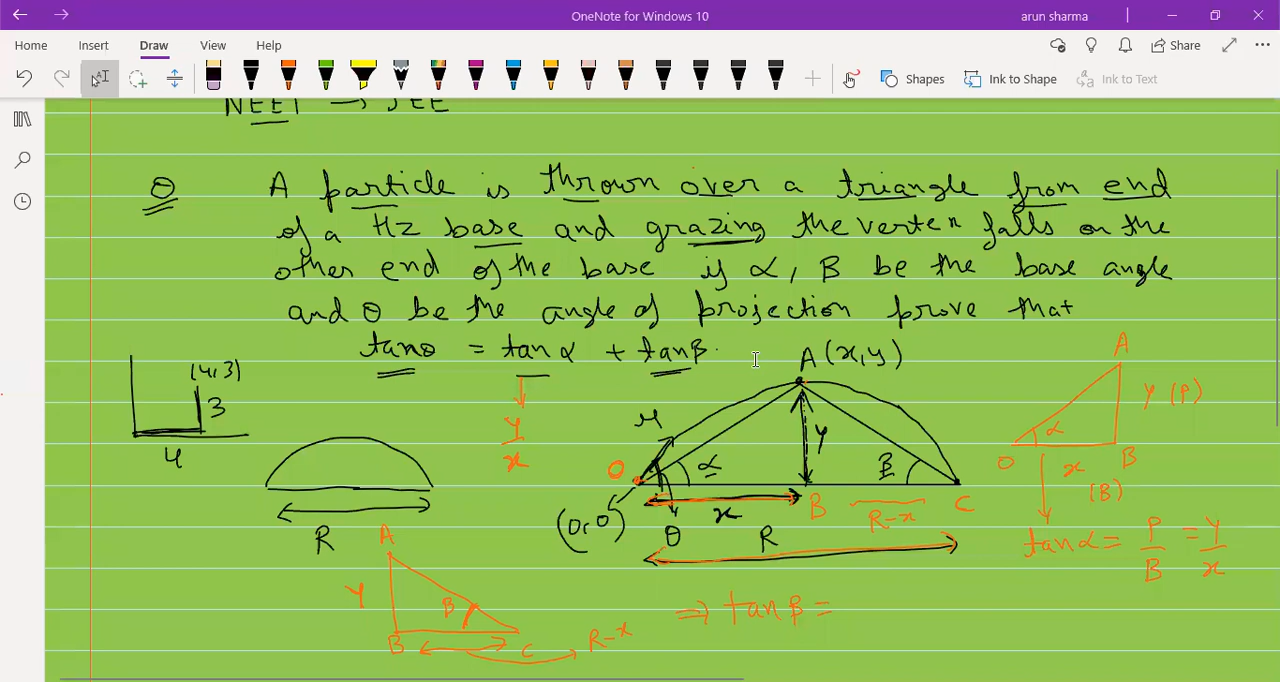 OneNote for Windows 10
arun sharma
Home Insert Draw View Help
Share
Shapes
Ink to Shape
Ink to Text
NEET → JEE
Q A particle is thrown over a triangle from end
of a Hz base and grazing the vertex falls on the
other end of the base if α, B be the base angle
and θ be the angle of projection prove that
tanθ = tanα + tanβ.
A (x,y)
A
(4,3)
3
4
y
x
u
y
α
β
O
(0,0)
θ
x
B
R-x
C
R
R
α
y (P)
O
x
B
(B)
tanα = P/B = y/x
A
y
B
B
C
R-x
⇒ tanβ =